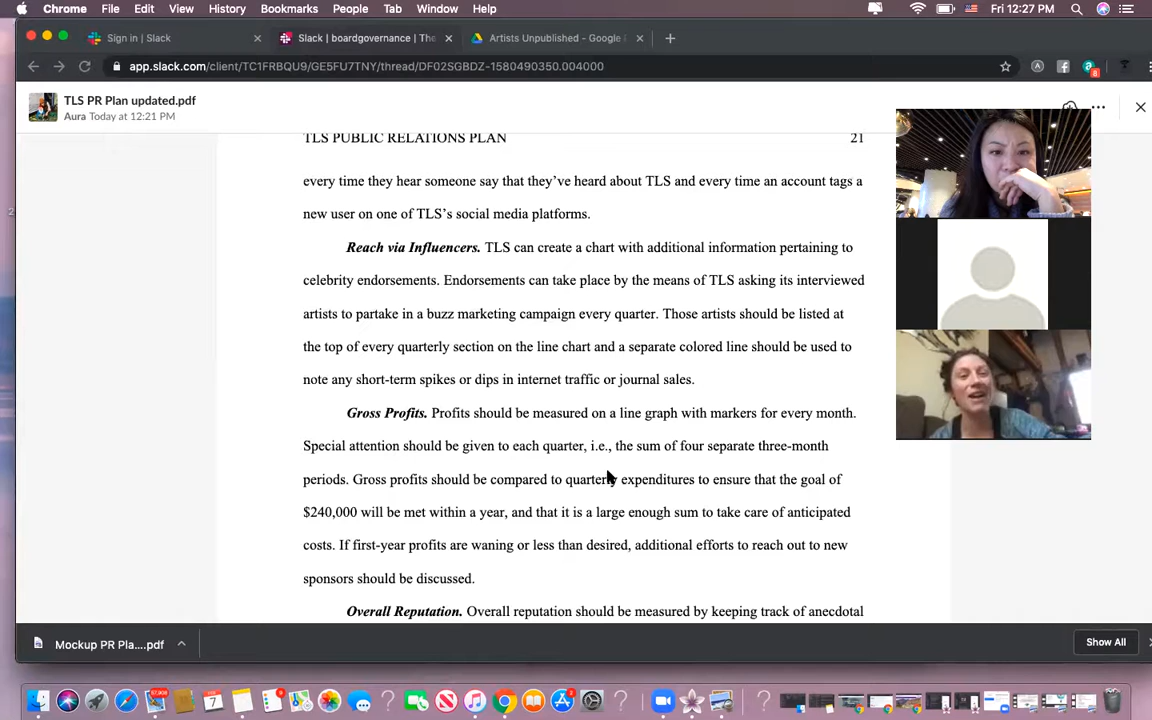 Chrome File Edit View History Bookmarks People Tab Window Help Fri 12:27 PM
Sign in | Slack Slack | boardgovernance | The Artists Unpublished - Google
app.slack.com/client/TC1FRBQU9/GE5FU7TNY/thread/DF02SGBDZ-1580490350.004000
TLS PR Plan updated.pdf
Aura Today at 12:21 PM
TLS PUBLIC RELATIONS PLAN 21
every time they hear someone say that they've heard about TLS and every time an account tags a
new user on one of TLS's social media platforms.
Reach via Influencers. TLS can create a chart with additional information pertaining to
celebrity endorsements. Endorsements can take place by the means of TLS asking its interviewed
artists to partake in a buzz marketing campaign every quarter. Those artists should be listed at
the top of every quarterly section on the line chart and a separate colored line should be used to
note any short-term spikes or dips in internet traffic or journal sales.
Gross Profits. Profits should be measured on a line graph with markers for every month.
Special attention should be given to each quarter, i.e., the sum of four separate three-month
periods. Gross profits should be compared to quarterly expenditures to ensure that the goal of
$240,000 will be met within a year, and that it is a large enough sum to take care of anticipated
costs. If first-year profits are waning or less than desired, additional efforts to reach out to new
sponsors should be discussed.
Overall Reputation. Overall reputation should be measured by keeping track of anecdotal
Mockup PR Pla....pdf Show All